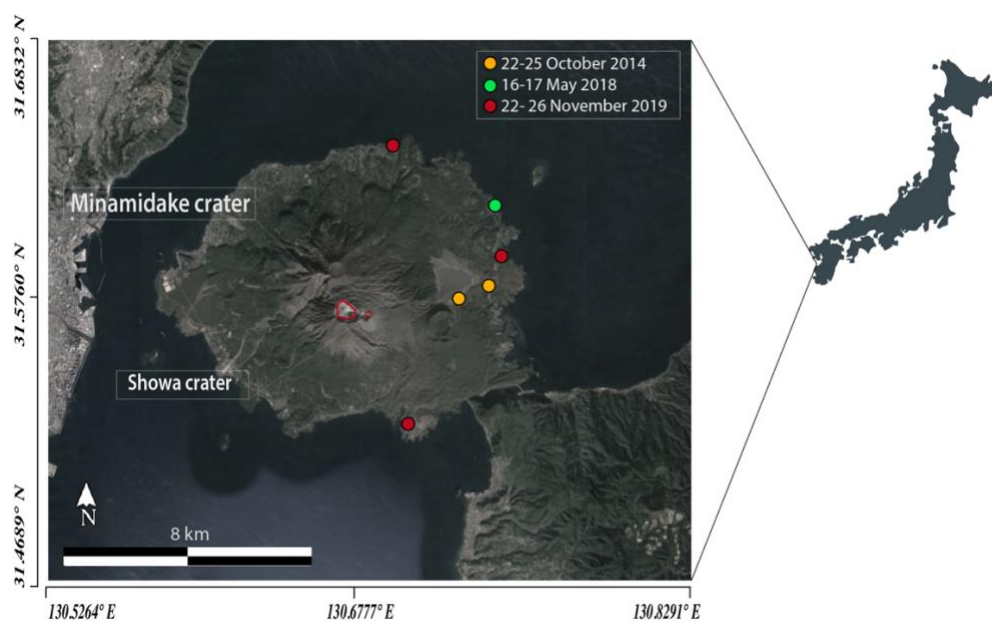 22-25 October 2014
16-17 May 2018
22- 26 November 2019
Minamidake crater
Showa crater
N
8 km
31.6832° N
31.5760° N
31.4689° N
130.5264° E
130.6777° E
130.8291° E